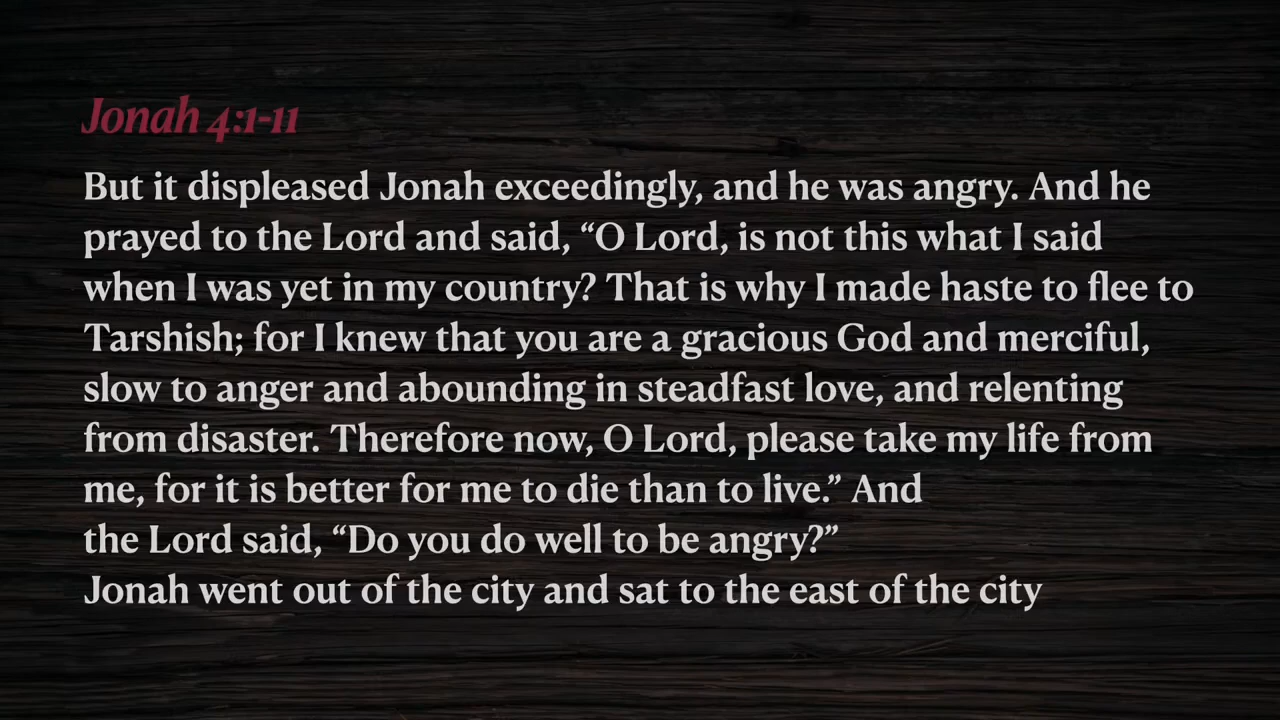 Jonah 4:1-11
But it displeased Jonah exceedingly, and he was angry. And he
prayed to the Lord and said, “O Lord, is not this what I said
when I was yet in my country? That is why I made haste to flee to
Tarshish; for I knew that you are a gracious God and merciful,
slow to anger and abounding in steadfast love, and relenting
from disaster. Therefore now, O Lord, please take my life from
me, for it is better for me to die than to live.” And
the Lord said, “Do you do well to be angry?”
Jonah went out of the city and sat to the east of the city